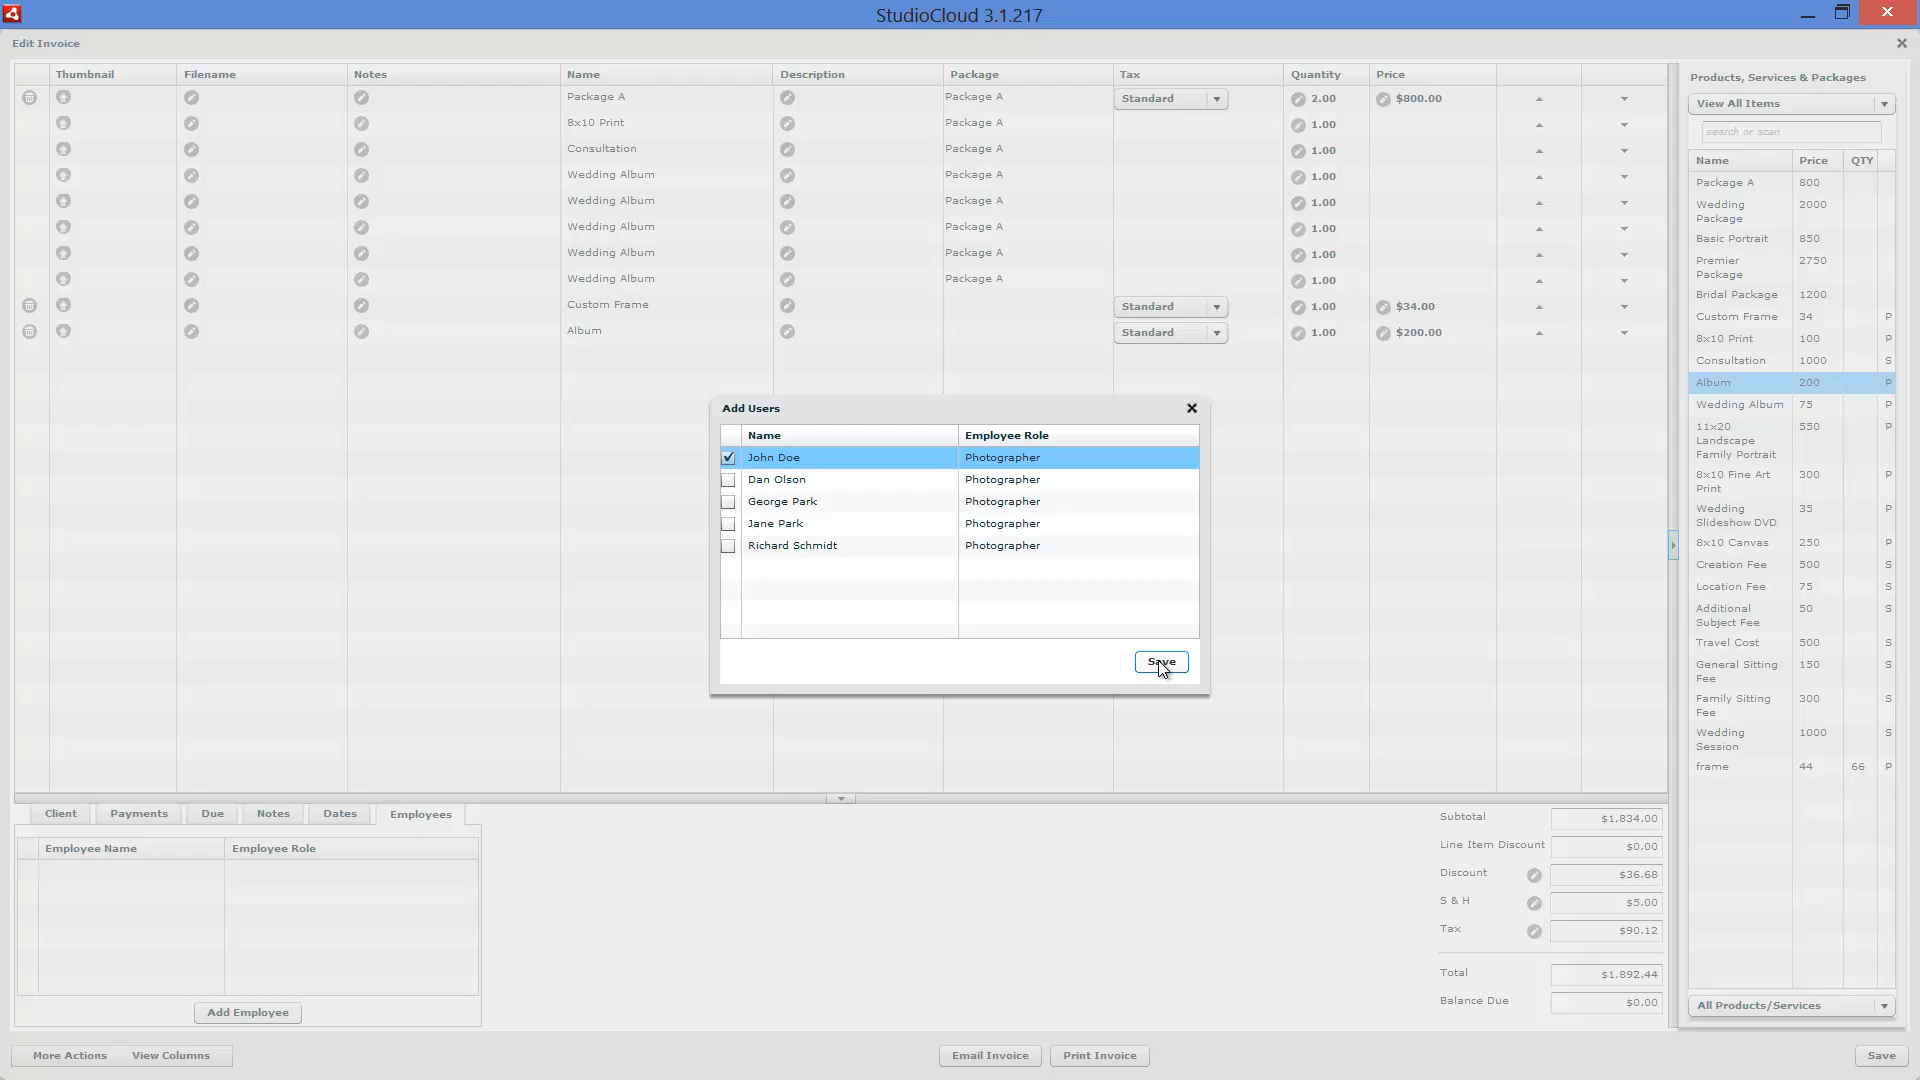 StudioCloud 3.1.217
Edit Invoice
Thumbnail Filename Notes Name Description Package Tax Quantity Price
Package A Package A Standard 2.00 $800.00
8x10 Print Package A 1.00
Consultation Package A 1.00
Wedding Album Package A 1.00
Wedding Album Package A 1.00
Wedding Album Package A 1.00
Wedding Album Package A 1.00
Wedding Album Package A 1.00
Custom Frame Standard 1.00 $34.00
Album Standard 1.00 $200.00
Add Users
Name Employee Role
John Doe Photographer
Dan Olson Photographer
George Park Photographer
Jane Park Photographer
Richard Schmidt Photographer
Save
Products, Services & Packages
View All Items
search or scan
Name Price QTY
Package A 800
Wedding 2000
Package
Basic Portrait 850
Premier 2750
Package
Bridal Package 1200
Custom Frame 34 P
8x10 Print 100 P
Consultation 1000 S
Album 200 P
Wedding Album 75 P
11x20 550 P
Landscape
Family Portrait
8x10 Fine Art 300 P
Print
Wedding 35 P
Slideshow DVD
8x10 Canvas 250 P
Creation Fee 500 S
Location Fee 75 S
Additional 50 S
Subject Fee
Travel Cost 500 S
General Sitting 150 S
Fee
Family Sitting 300 S
Fee
Wedding 1000 S
Session
frame 44 66 P
All Products/Services
Client Payments Due Notes Dates Employees
Employee Name Employee Role
Add Employee
Subtotal $1,834.00
Line Item Discount $0.00
Discount $36.68
S & H $5.00
Tax $90.12
Total $1,892.44
Balance Due $0.00
More Actions View Columns Email Invoice Print Invoice Save